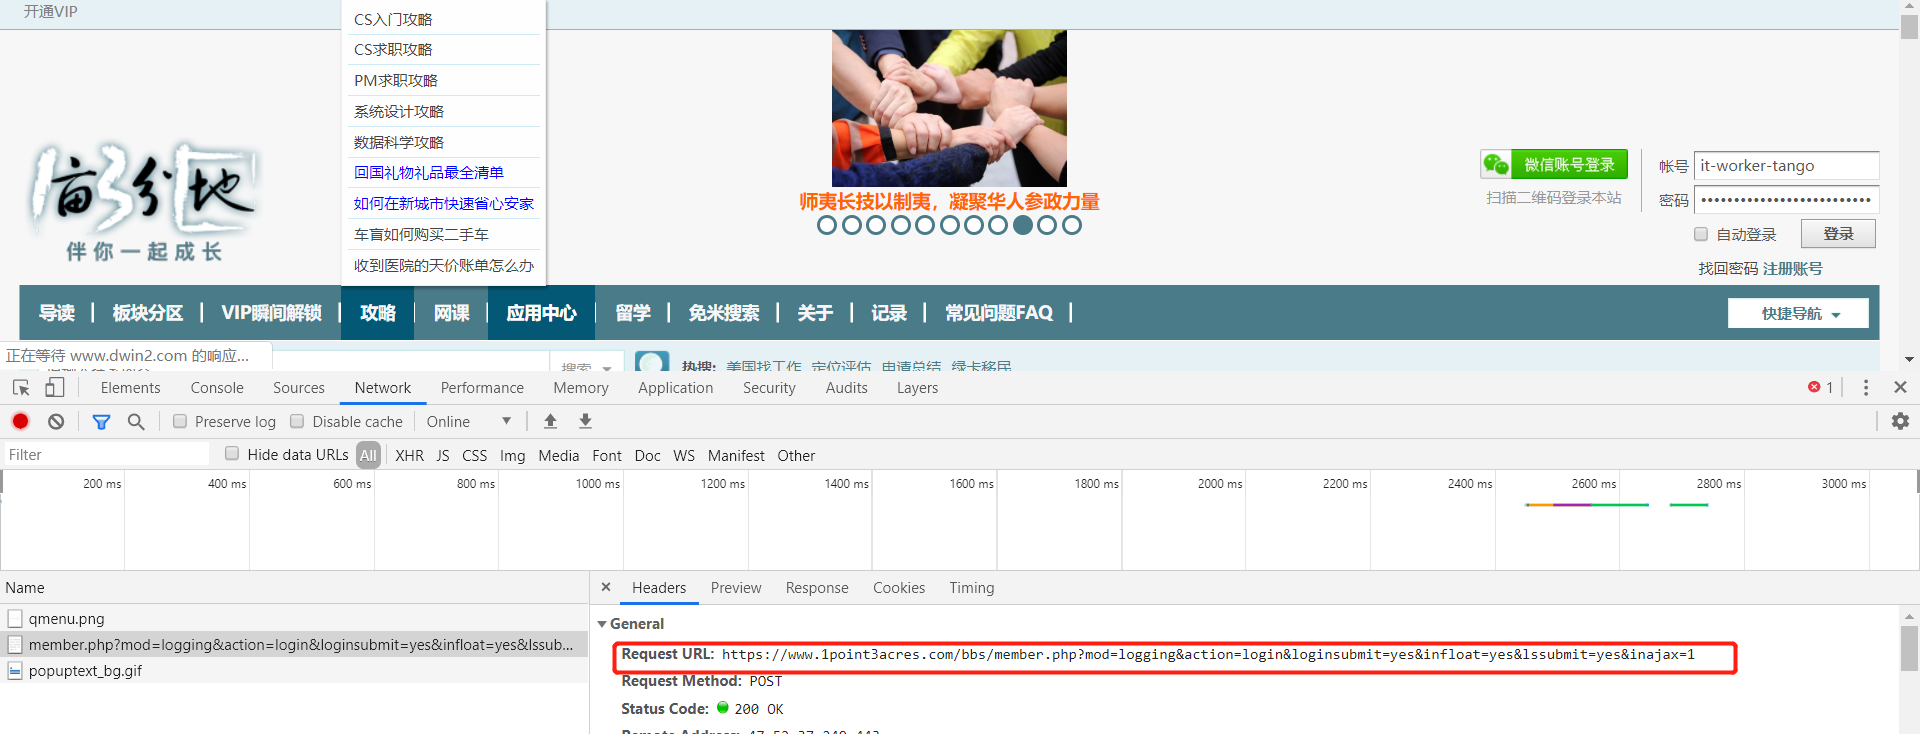 开通VIP
CS入门攻略
CS求职攻略
PM求职攻略
系统设计攻略
数据科学攻略
回国礼物礼品最全清单
如何在新城市快速省心安家
车盲如何购买二手车
收到医院的天价账单怎么办
一亩三分地
伴你一起成长
师夷长技以制夷，凝聚华人参政力量
微信账号登录
扫描二维码登录本站
帐号 it-worker-tango
密码 ••••••••••••••••••••••••••
自动登录 登录
找回密码 注册账号
导读 板块分区 VIP瞬间解锁 攻略 网课 应用中心 留学 免米搜索 关于 记录 常见问题FAQ 快捷导航
正在等待 www.dwin2.com 的响应...
搜索 热搜: 美国找工作 定位评估 申请总结 绿卡移民
Elements Console Sources Network Performance Memory Application Security Audits Layers 1
Preserve log Disable cache Online
Filter Hide data URLs All XHR JS CSS Img Media Font Doc WS Manifest Other
200 ms 400 ms 600 ms 800 ms 1000 ms 1200 ms 1400 ms 1600 ms 1800 ms 2000 ms 2200 ms 2400 ms 2600 ms 2800 ms 3000 ms
Name
qmenu.png
member.php?mod=logging&action=login&loginsubmit=yes&infloat=yes&lssub...
popuptext_bg.gif
Headers Preview Response Cookies Timing
General
Request URL: https://www.1point3acres.com/bbs/member.php?mod=logging&action=login&loginsubmit=yes&infloat=yes&lssubmit=yes&inajax=1
Request Method: POST
Status Code: 200 OK
Remote Address: 47.52.37.249:443